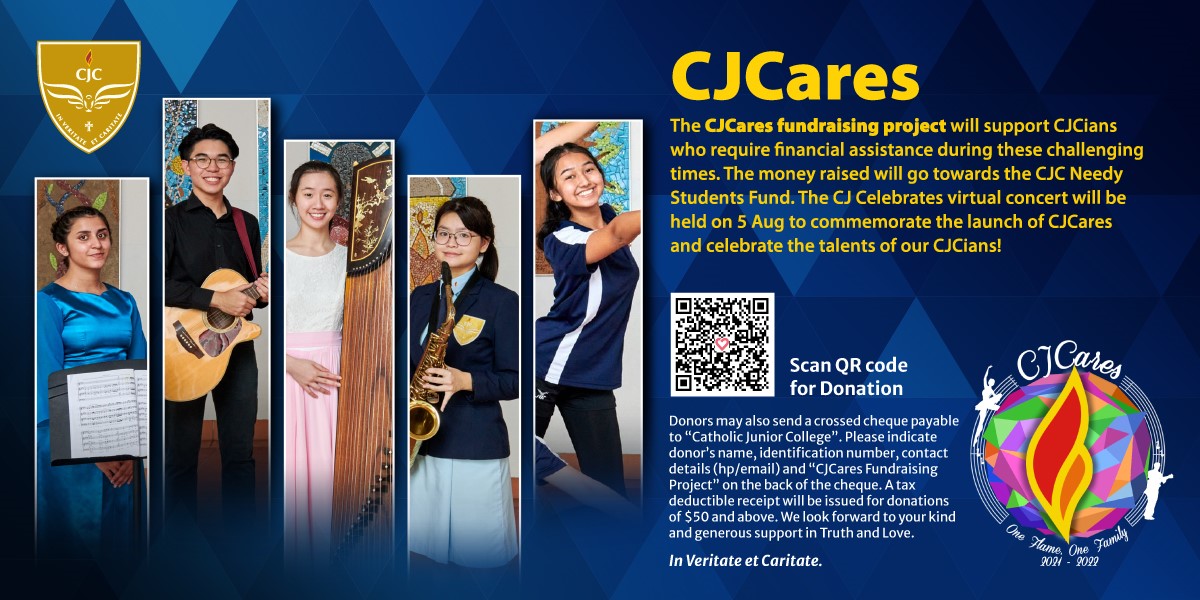 CJC
IN VERITATE ET CARITATE
CJCares
The CJCares fundraising project will support CJCians
who require financial assistance during these challenging
times. The money raised will go towards the CJC Needy
Students Fund. The CJ Celebrates virtual concert will be
held on 5 Aug to commemorate the launch of CJCares
and celebrate the talents of our CJCians!
Scan QR code
for Donation
Donors may also send a crossed cheque payable
to “Catholic Junior College”. Please indicate
donor’s name, identification number, contact
details (hp/email) and “CJCares Fundraising
Project” on the back of the cheque. A tax
deductible receipt will be issued for donations
of $50 and above. We look forward to your kind
and generous support in Truth and Love.
In Veritate et Caritate.
CJCares
One Flame, One Family
2021 - 2022